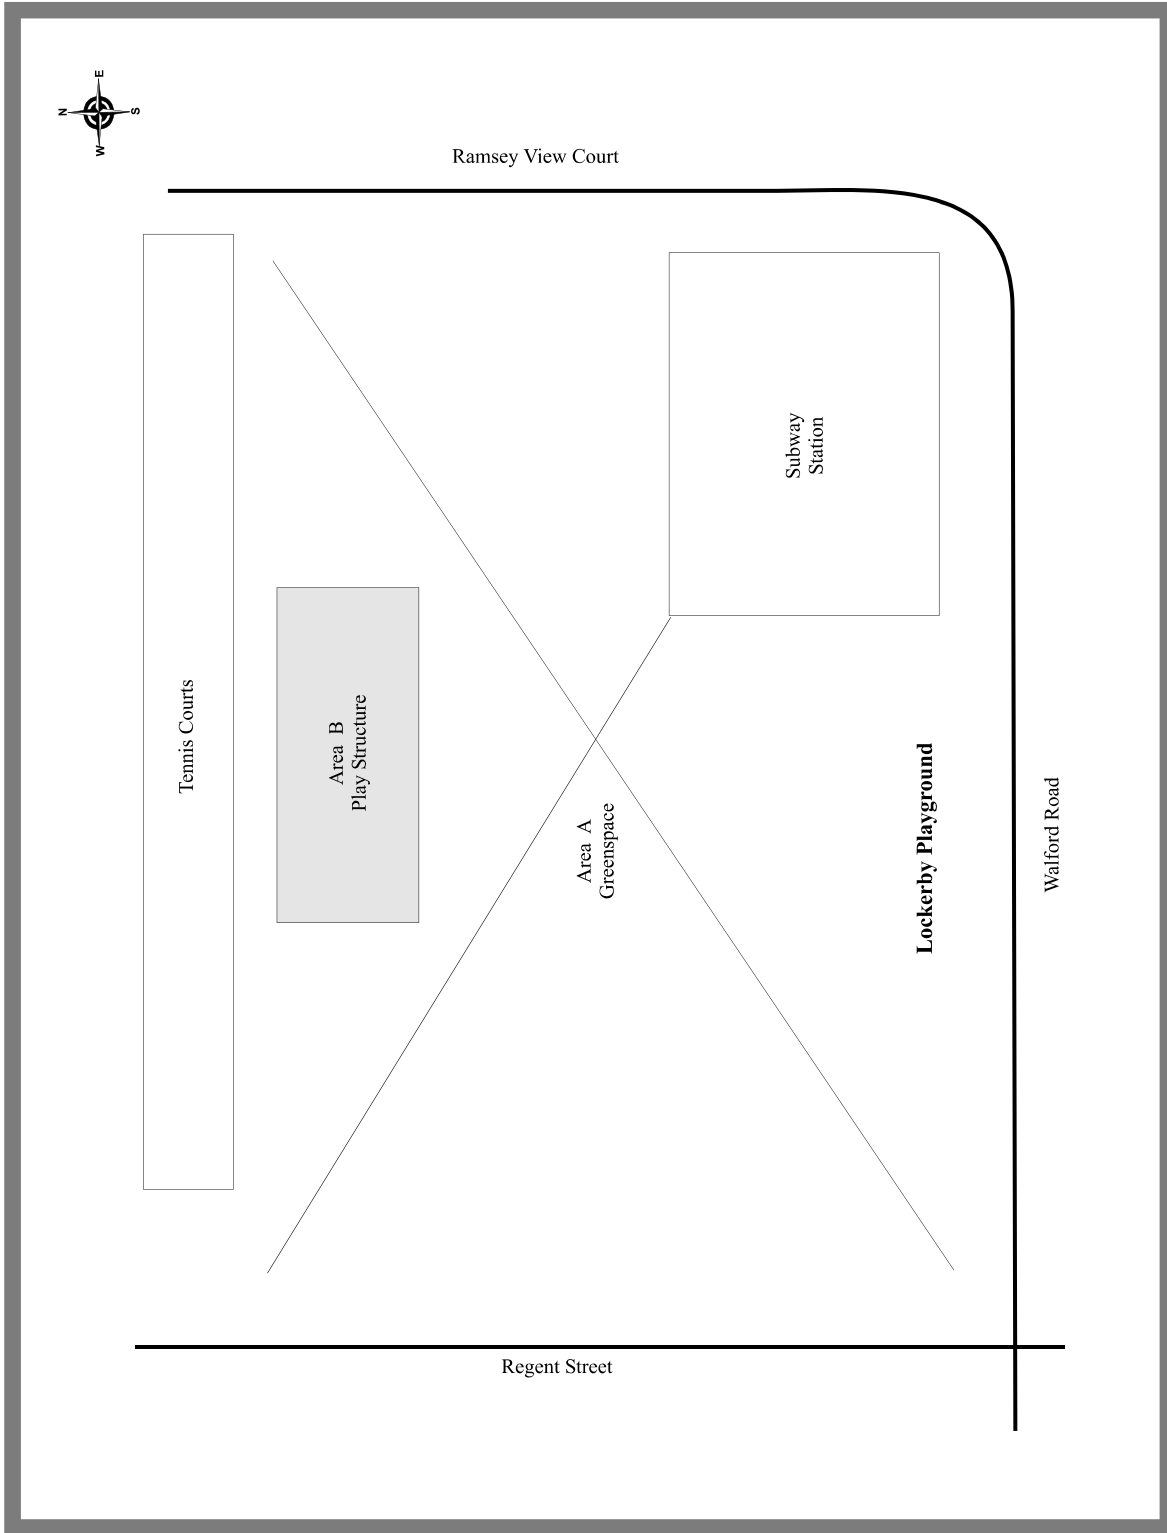 E
N
S
W
Ramsey View Court
Subway
Station
Tennis Courts
Area B
Play Structure
Area A
Greenspace
Lockerby Playground
Walford Road
Regent Street